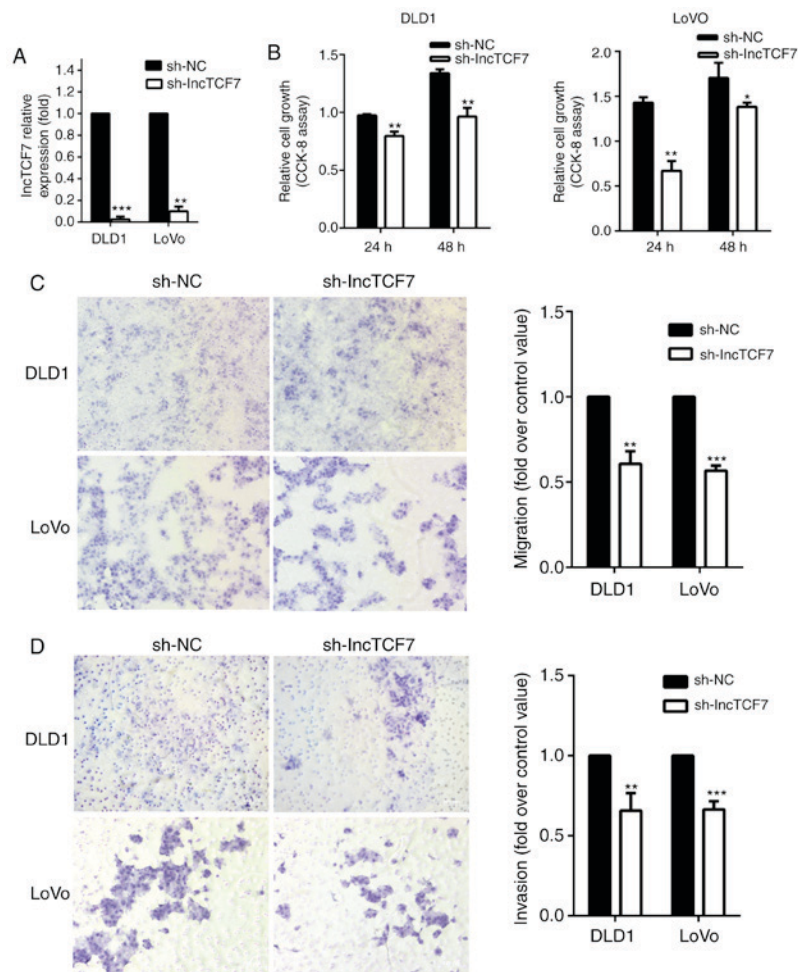 A
sh-NC
sh-lncTCF7
lncTCF7 relative
expression (fold)
1.4
1.2
1.0
0.8
0.6
0.4
0.2
0.0
***
**
DLD1
LoVo
B
DLD1
sh-NC
sh-lncTCF7
Relative cell growth
(CCK-8 assay)
1.5
1.0
0.5
0.0
**
**
24 h
48 h
LoVO
sh-NC
sh-lncTCF7
Relative cell growth
(CCK-8 assay)
2.0
1.5
1.0
0.5
0.0
**
*
24 h
48 h
C
sh-NC
sh-lncTCF7
DLD1
LoVo
sh-NC
sh-lncTCF7
Migration (fold over control value)
1.5
1.0
0.5
0.0
**
***
DLD1
LoVo
D
sh-NC
sh-lncTCF7
DLD1
LoVo
sh-NC
sh-lncTCF7
Invasion (fold over control value)
1.5
1.0
0.5
0.0
**
***
DLD1
LoVo